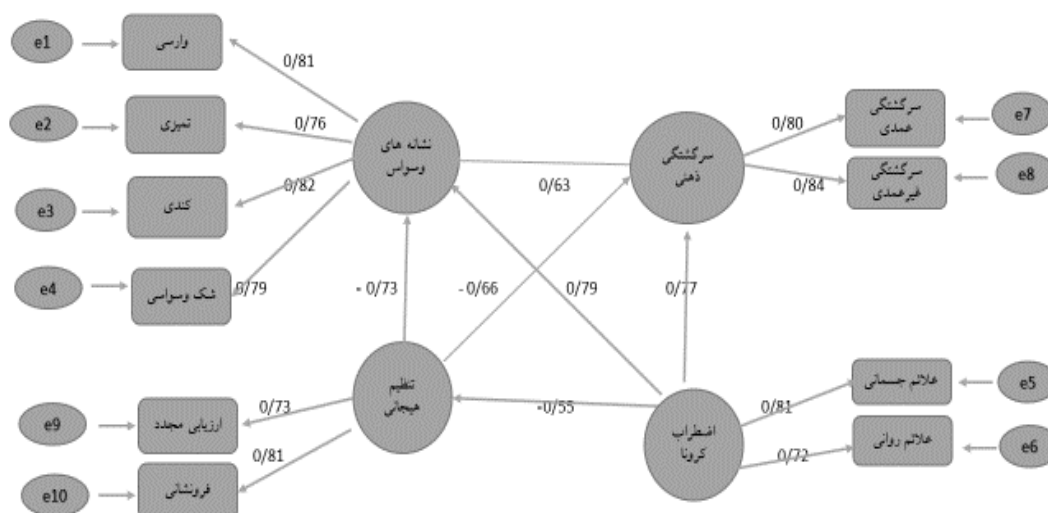 e1
وارسی
0/81
e2
تمیزی
0/76
نشانه های
وسواس
e3
کندی
0/82
e4
شک وسواسی
0/79
سرگشتگی
ذهنی
0/63
0/80
سرگشتگی
عمدی
e7
0/84
سرگشتگی
غیرعمدی
e8
- 0/73
- 0/66
0/79
0/77
تنظیم
هیجانی
-0/55
اضطراب
کرونا
e9
ارزیابی مجدد
0/73
e10
فرونشانی
0/81
0/81
علائم جسمانی
e5
0/72
علائم روانی
e6